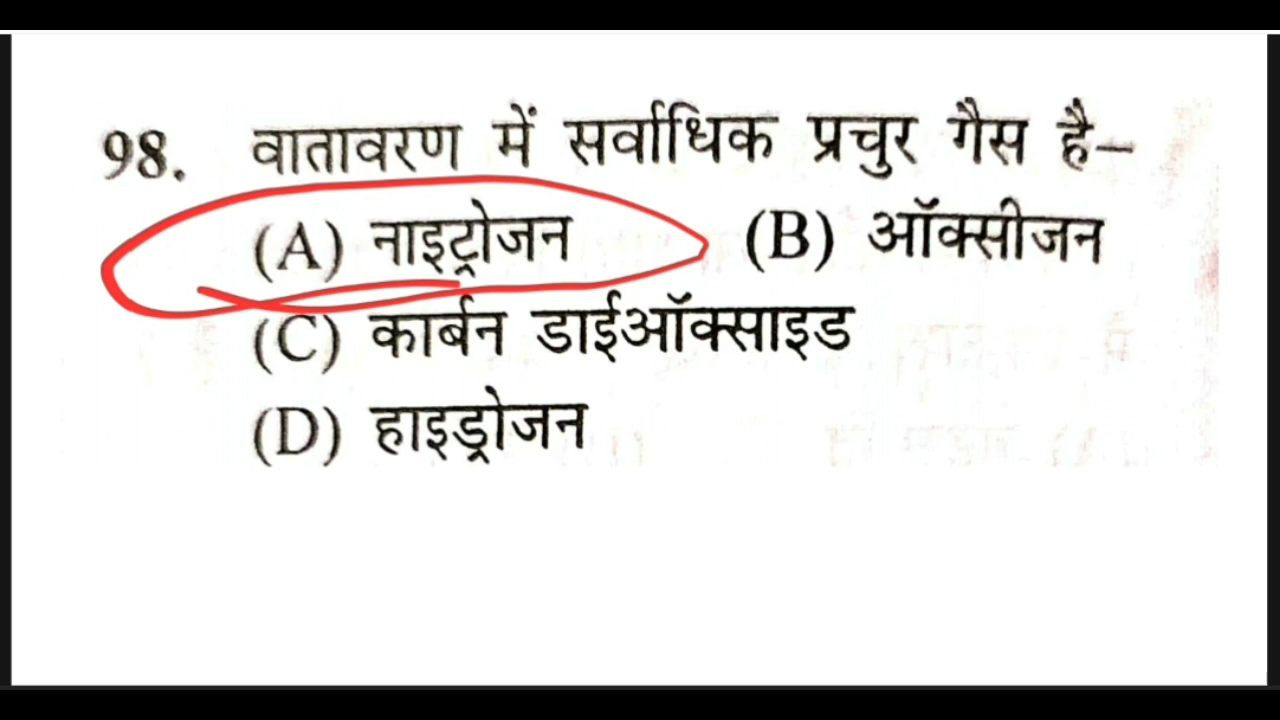 98. वातावरण में सर्वाधिक प्रचुर गैस है–
(A) नाइट्रोजन (B) ऑक्सीजन
(C) कार्बन डाईऑक्साइड
(D) हाइड्रोजन